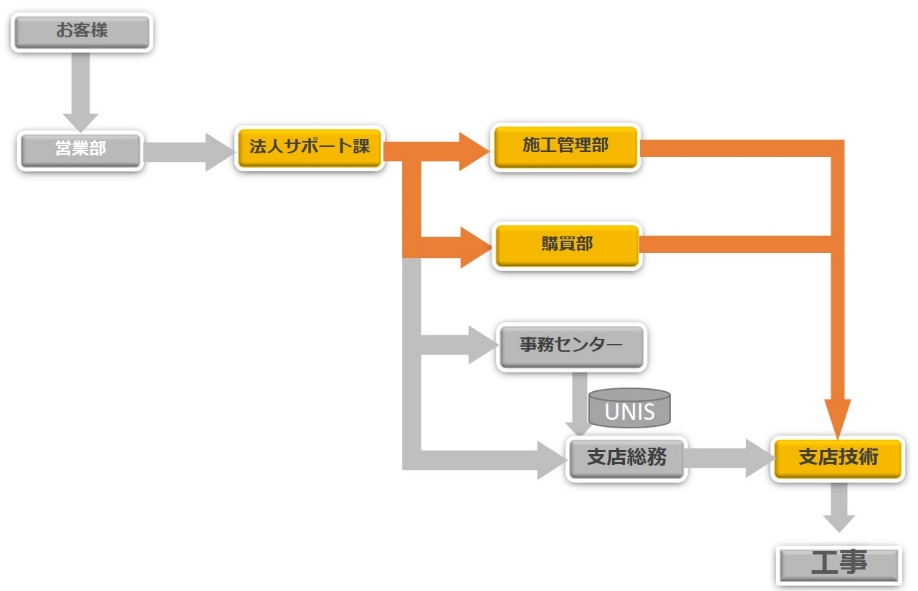 お客様
営業部
法人サポート課
施工管理部
購買部
事務センター
UNIS
支店総務
支店技術
工事